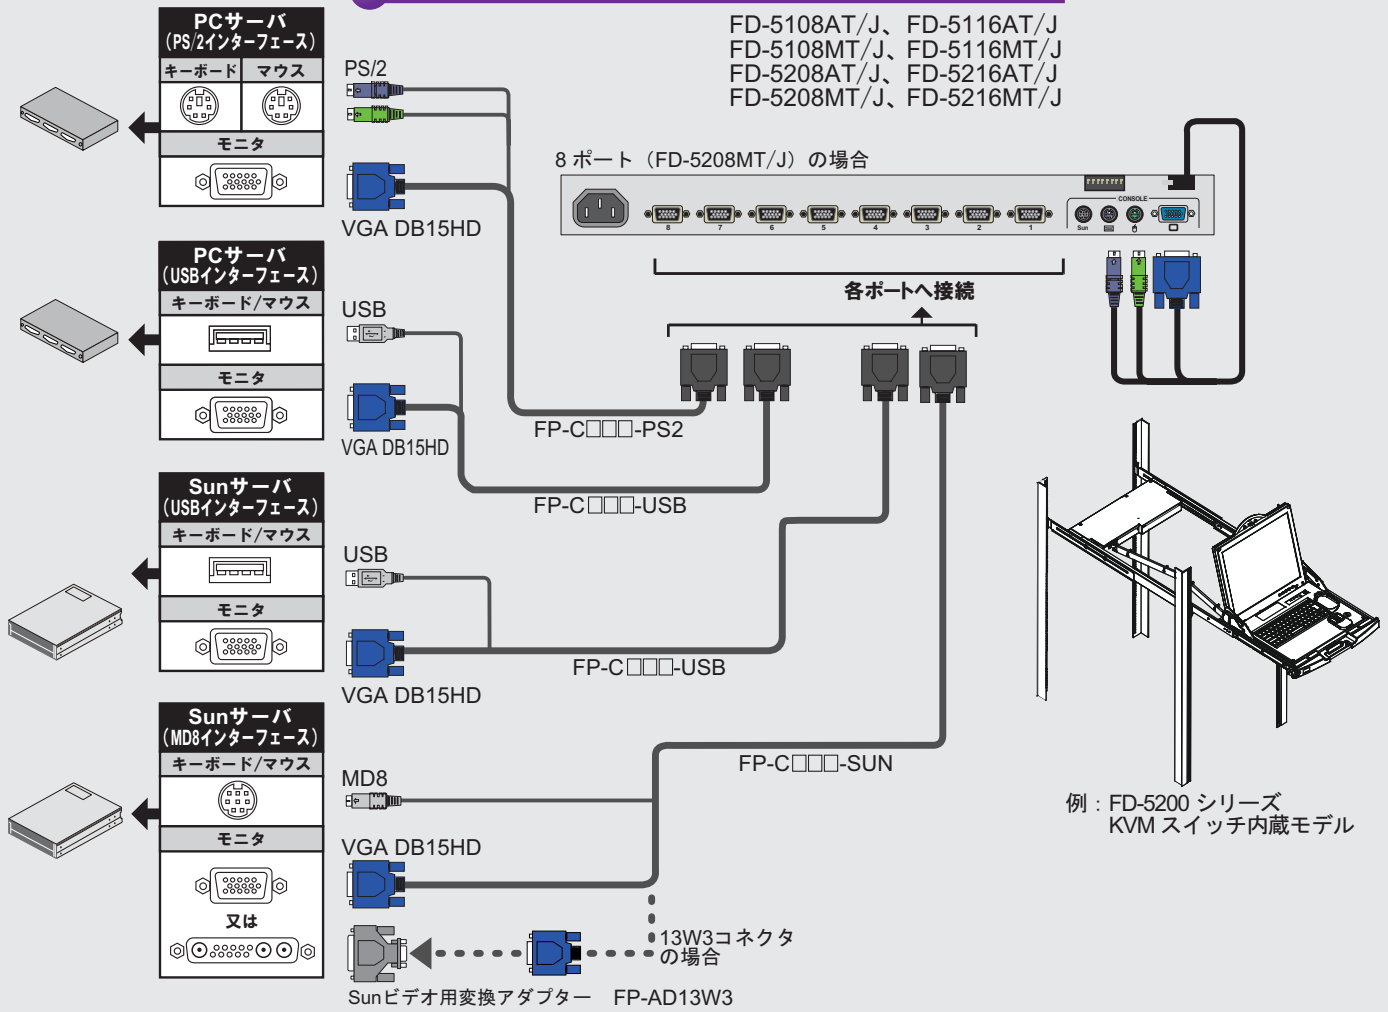 FD-5108AT/J、FD-5116AT/J
FD-5108MT/J、FD-5116MT/J
FD-5208AT/J、FD-5216AT/J
FD-5208MT/J、FD-5216MT/J
PCサーバ
（PS/2インターフェース）
キーボード
マウス
モニタ
PS/2
VGA DB15HD
8 ポート（FD-5208MT/J）の場合
8
7
6
5
4
3
2
1
CONSOLE
Sun
各ポートへ接続
PCサーバ
（USBインターフェース）
キーボード/マウス
モニタ
USB
VGA DB15HD
FP-C□□□-PS2
FP-C□□□-USB
Sunサーバ
（USBインターフェース）
キーボード/マウス
モニタ
USB
VGA DB15HD
FP-C□□□-USB
Sunサーバ
（MD8インターフェース）
キーボード/マウス
モニタ
又は
MD8
VGA DB15HD
FP-C□□□-SUN
13W3コネクタ
の場合
Sunビデオ用変換アダプター　FP-AD13W3
例：FD-5200 シリーズ
KVM スイッチ内蔵モデル